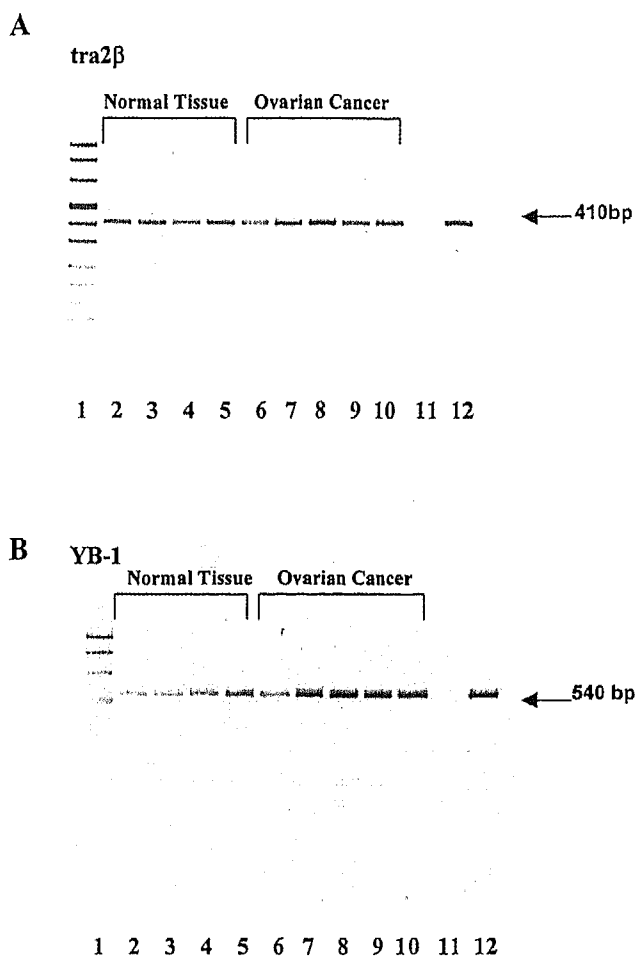 A
tra2β
Normal Tissue Ovarian Cancer
410bp
1 2 3 4 5 6 7 8 9 10 11 12
B YB-1
Normal Tissue Ovarian Cancer
540 bp
1 2 3 4 5 6 7 8 9 10 11 12